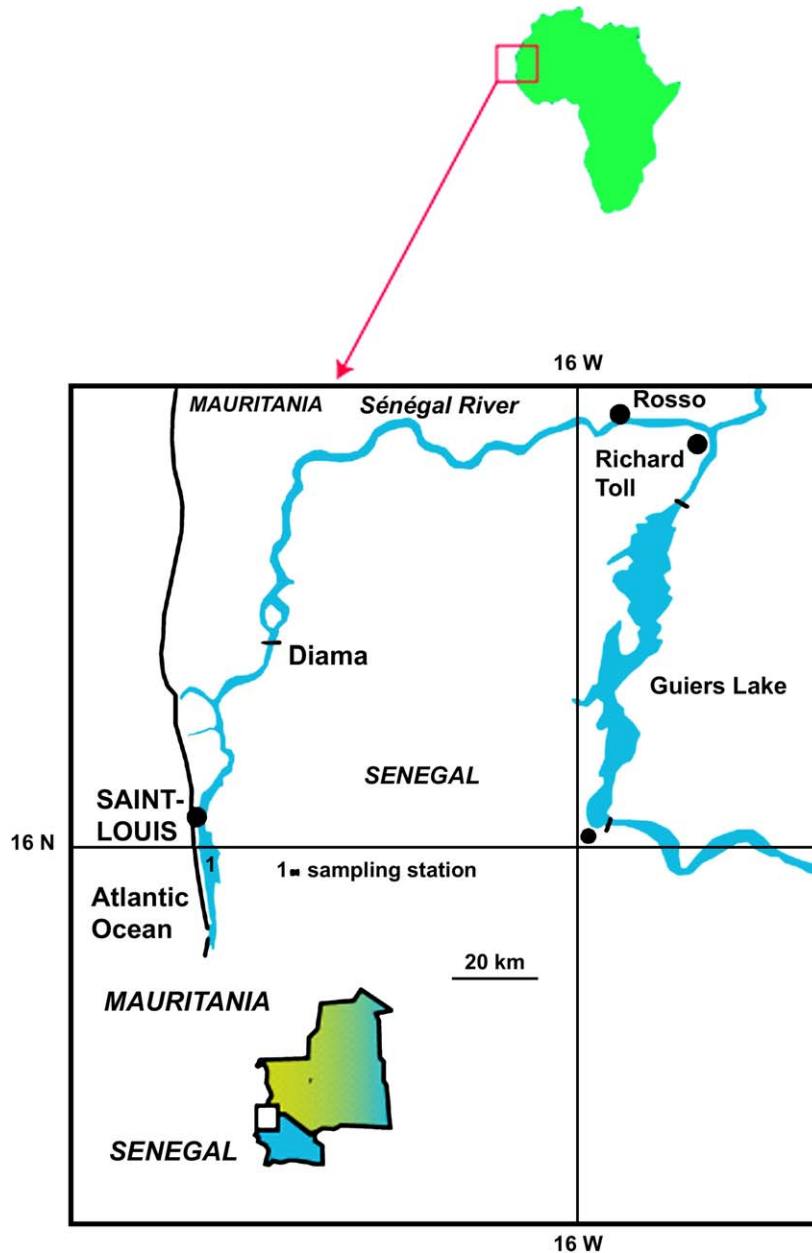 16 W
MAURITANIA
Sénégal River
Rosso
Richard
Toll
Diama
Guiers Lake
SENEGAL
SAINT-
LOUIS
16 N
1
1 sampling station
Atlantic
Ocean
20 km
MAURITANIA
SENEGAL
16 W